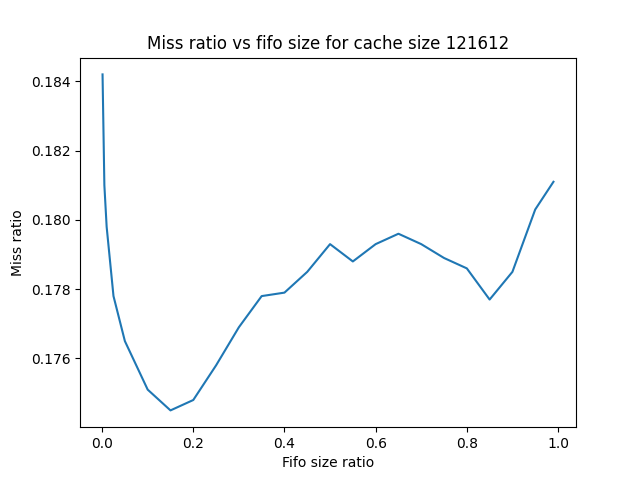 Miss ratio vs fifo size for cache size 121612
0.184
0.182
0.180
0.178
0.176
Miss ratio
0.0 0.2 0.4 0.6 0.8 1.0
Fifo size ratio